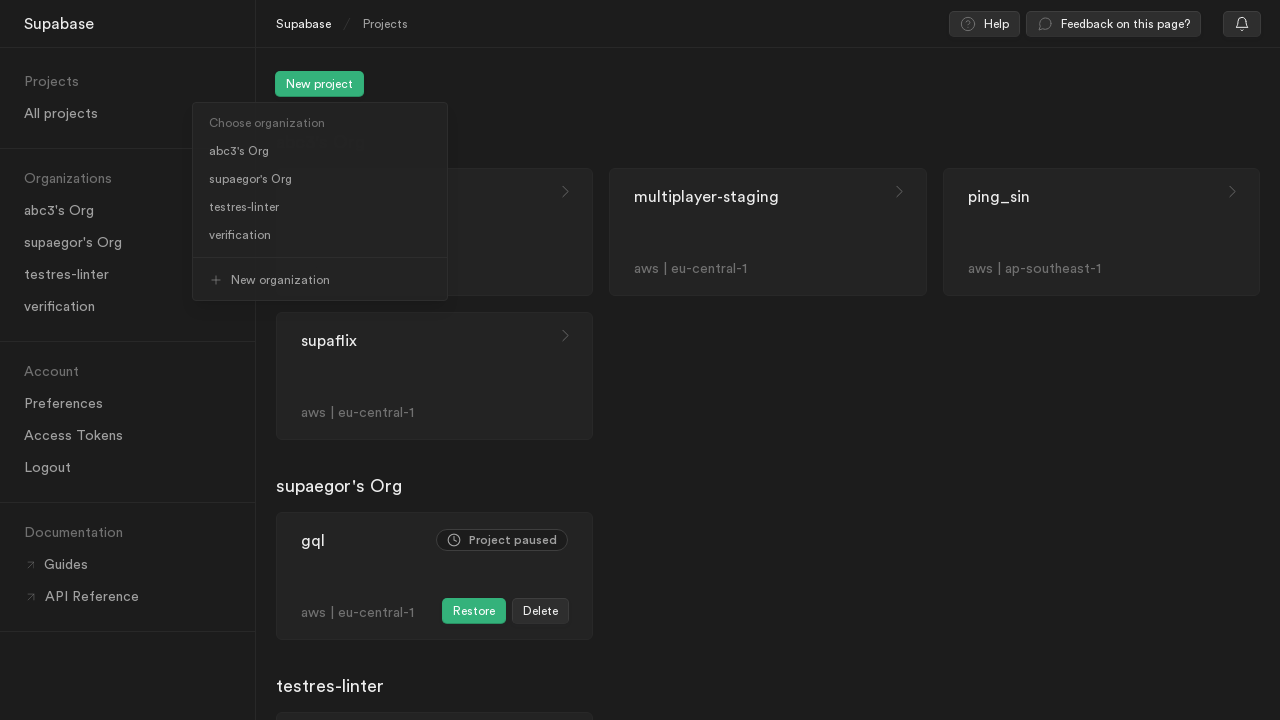 Supabase
Supabase / Projects
Help
Feedback on this page?
Projects
All projects
Organizations
abc3's Org
supaegor's Org
testres-linter
verification
Account
Preferences
Access Tokens
Logout
Documentation
Guides
API Reference
New project
Choose organization
abc3's Org
supaegor's Org
testres-linter
verification
New organization
multiplayer-staging
aws | eu-central-1
ping_sin
aws | ap-southeast-1
supaflix
aws | eu-central-1
supaegor's Org
gql
Project paused
aws | eu-central-1
Restore
Delete
testres-linter